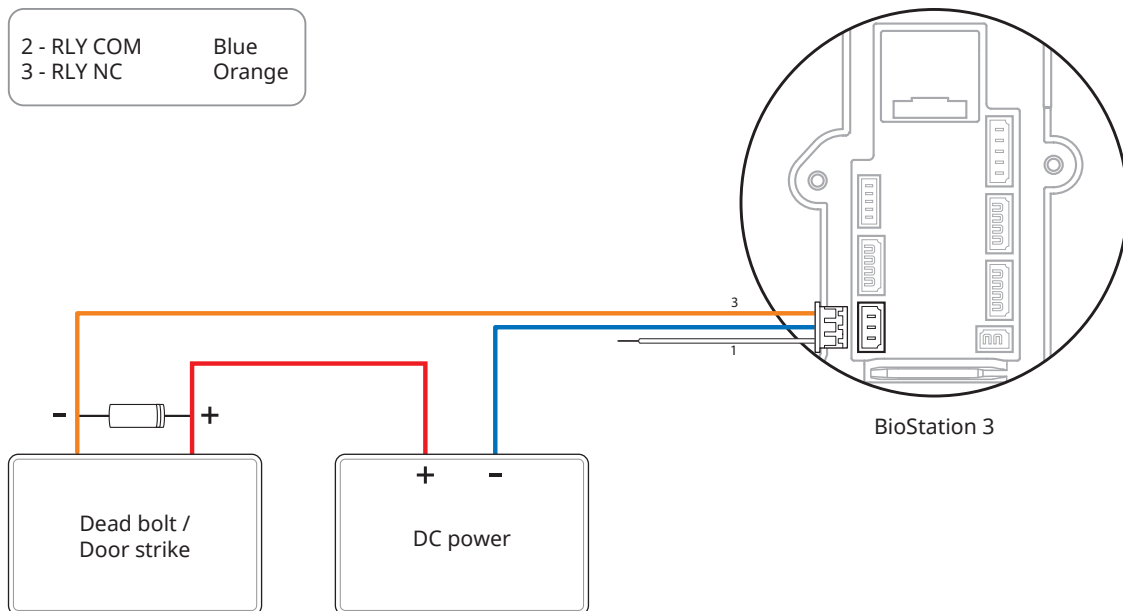 2 - RLY COM Blue
3 - RLY NC Orange
3
1
BioStation 3
- +
+ -
Dead bolt /
Door strike
DC power